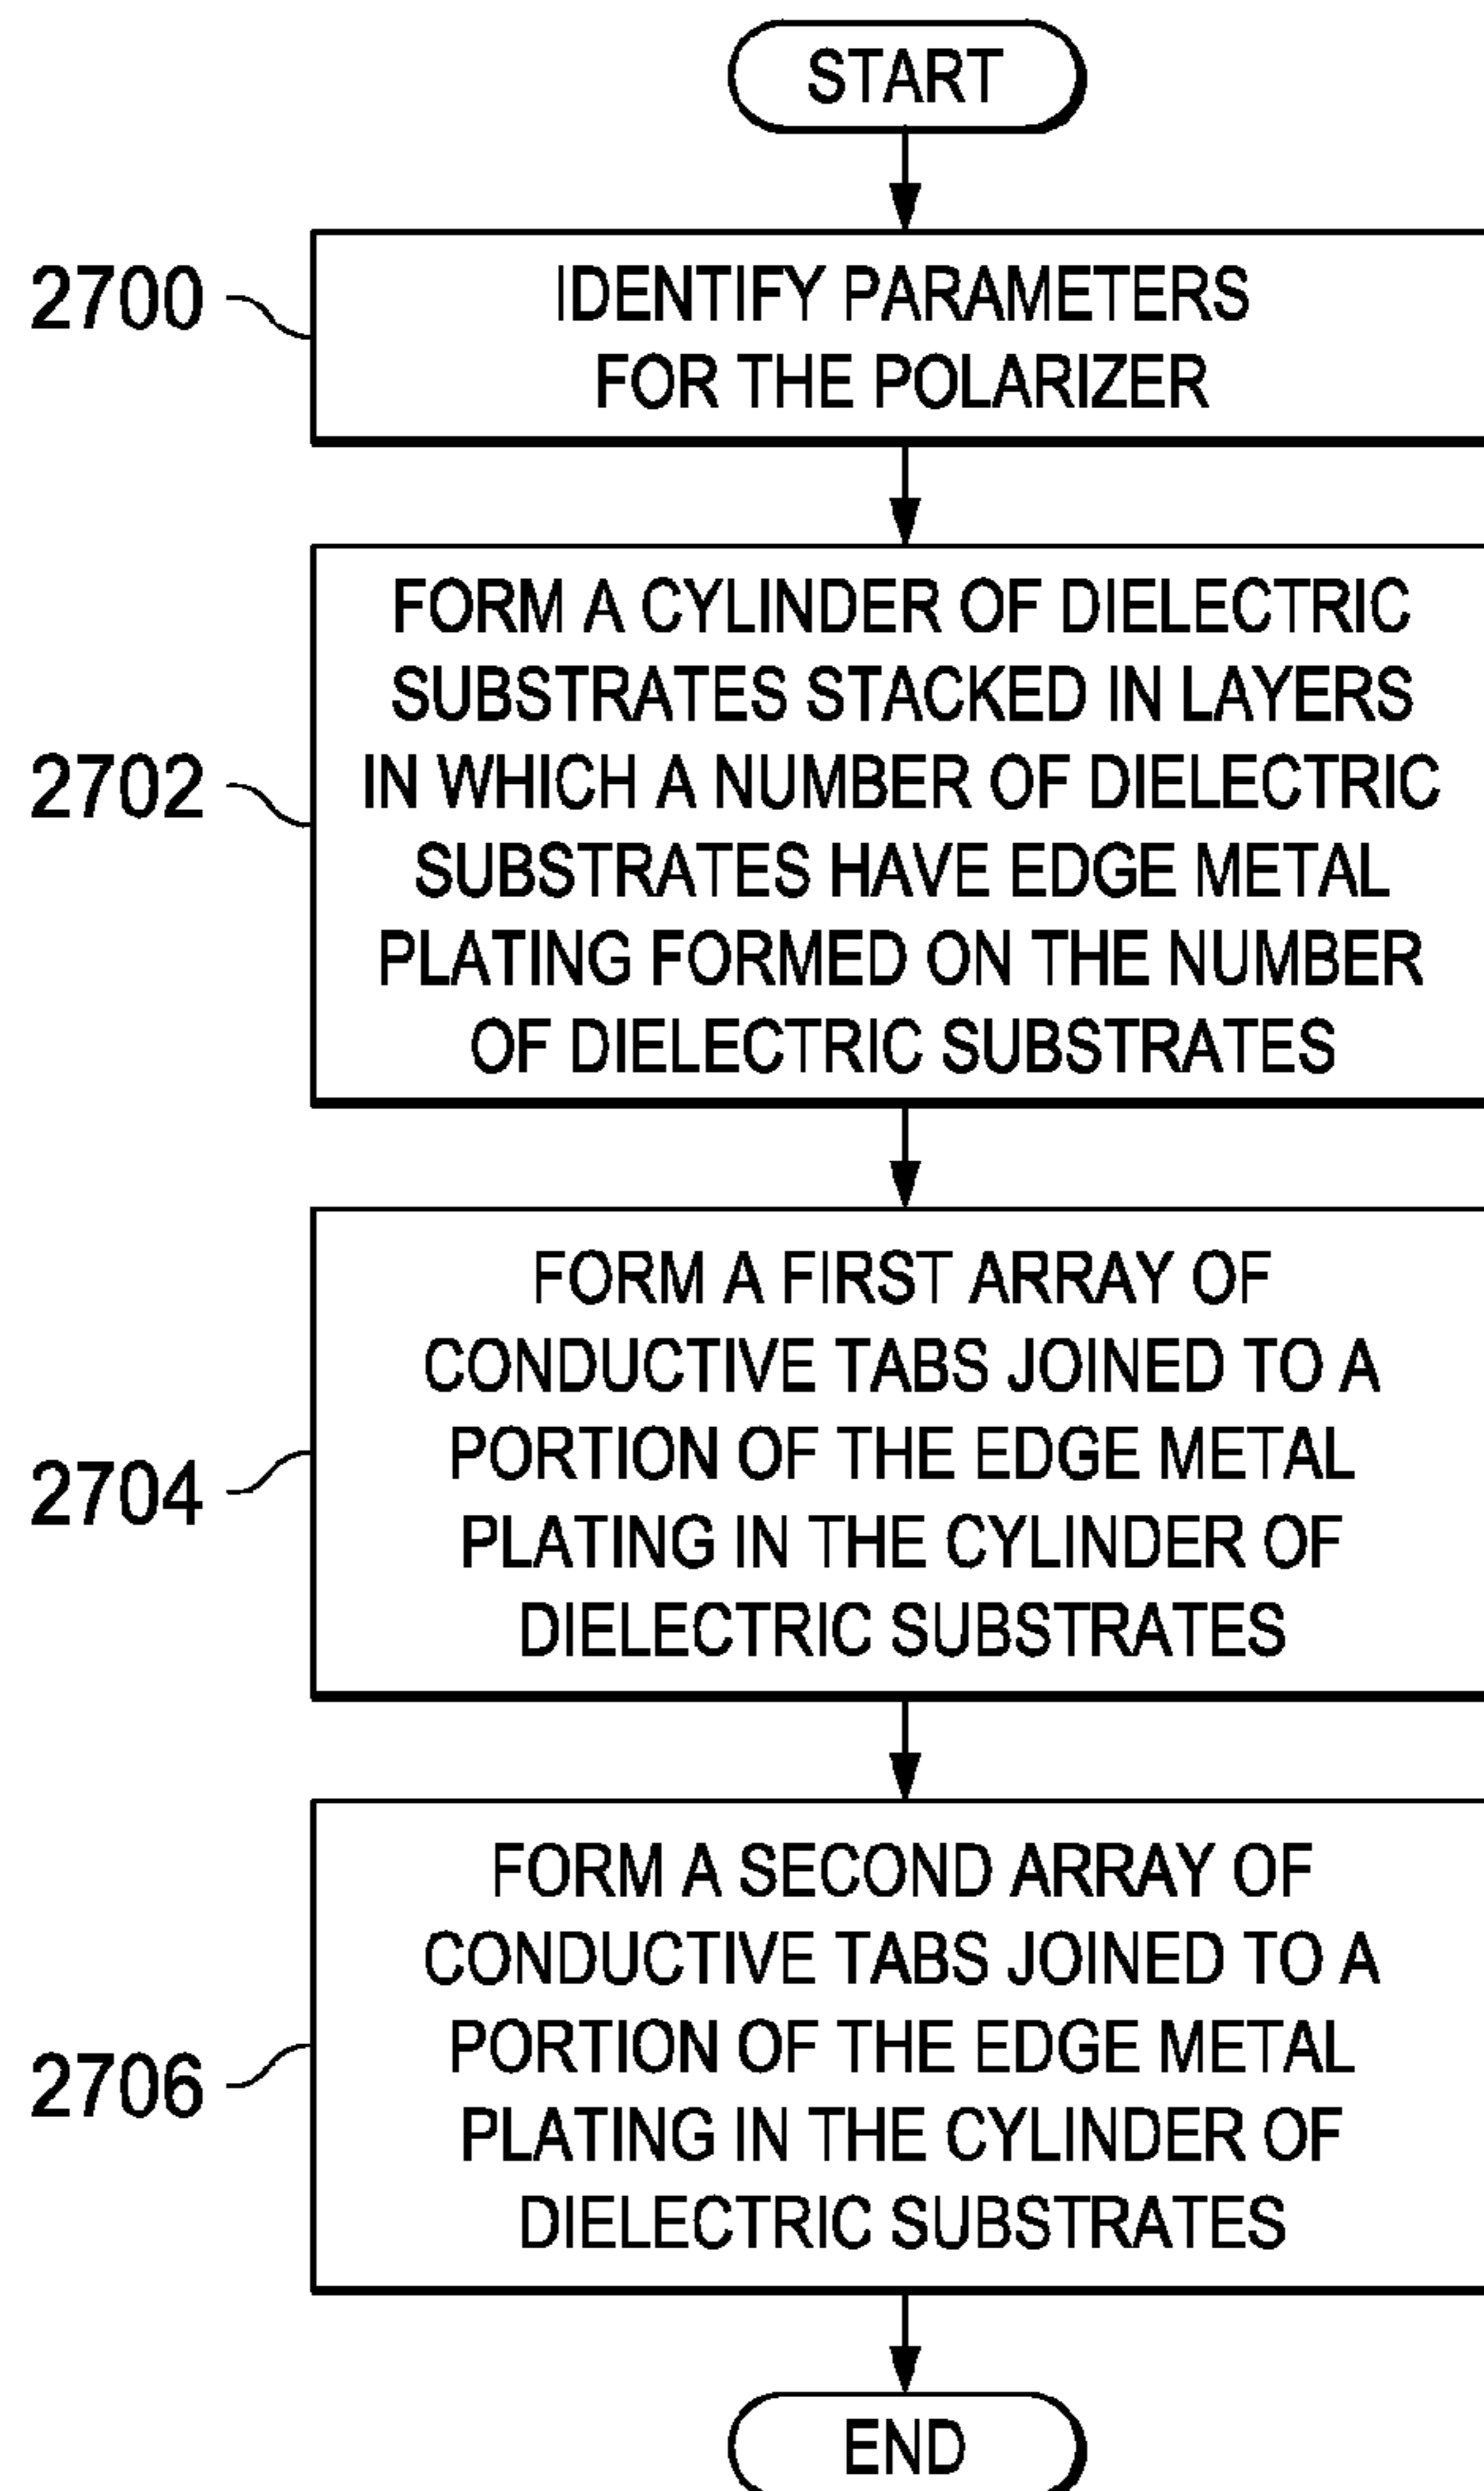 START
2700
IDENTIFY PARAMETERS
FOR THE POLARIZER
2702
FORM A CYLINDER OF DIELECTRIC
SUBSTRATES STACKED IN LAYERS
IN WHICH A NUMBER OF DIELECTRIC
SUBSTRATES HAVE EDGE METAL
PLATING FORMED ON THE NUMBER
OF DIELECTRIC SUBSTRATES
2704
FORM A FIRST ARRAY OF
CONDUCTIVE TABS JOINED TO A
PORTION OF THE EDGE METAL
PLATING IN THE CYLINDER OF
DIELECTRIC SUBSTRATES
2706
FORM A SECOND ARRAY OF
CONDUCTIVE TABS JOINED TO A
PORTION OF THE EDGE METAL
PLATING IN THE CYLINDER OF
DIELECTRIC SUBSTRATES
END